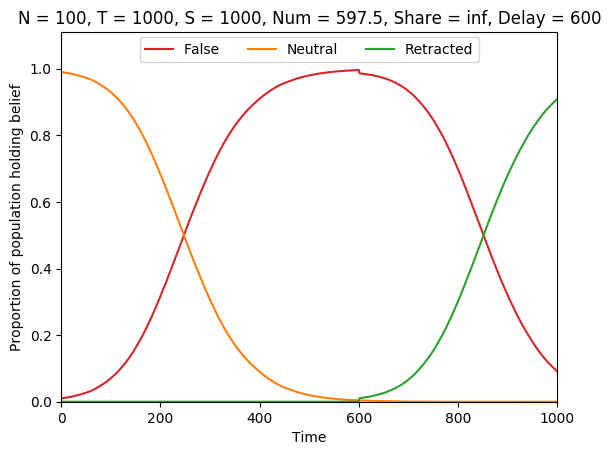 N = 100, T = 1000, S = 1000, Num = 597.5, Share = inf, Delay = 600
False Neutral Retracted
Proportion of population holding belief
1.0
0.8
0.6
0.4
0.2
0.0
0 200 400 600 800 1000
Time